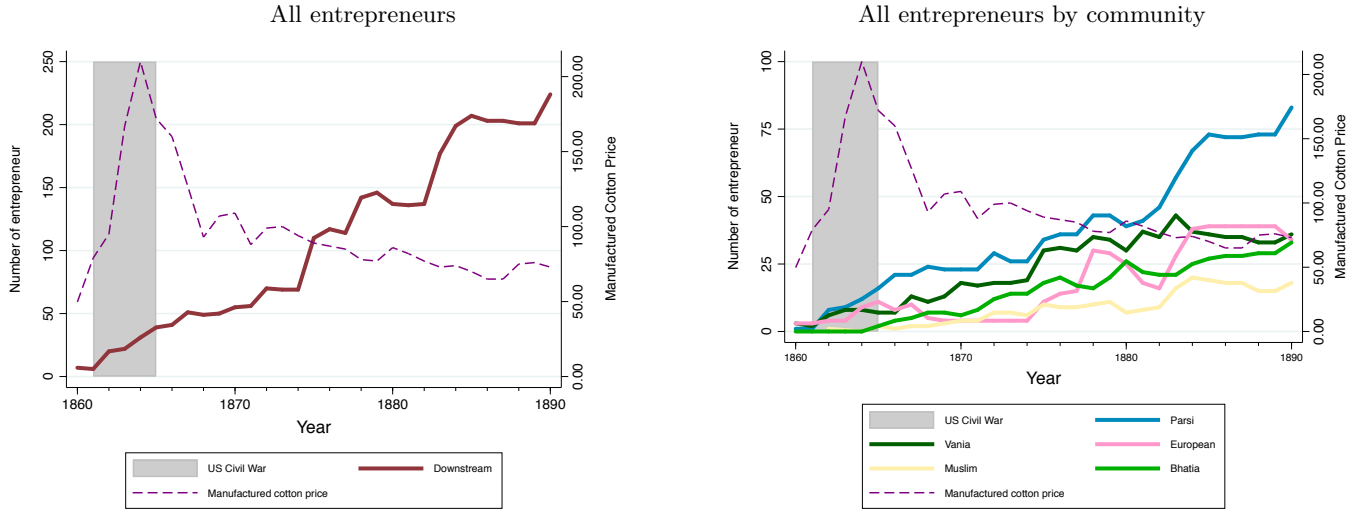 All entrepreneurs
250
200
150
100
50
0
Number of entrepreneur
200.00
150.00
100.00
50.00
0.00
Manufactured Cotton Price
1860 1870 1880 1890
Year
US Civil War Downstream
Manufactured cotton price
All entrepreneurs by community
100
75
50
25
0
Number of entrepreneur
200.00
150.00
100.00
50.00
0.00
Manufactured Cotton Price
1860 1870 1880 1890
Year
US Civil War Parsi
Vania European
Muslim Bhatia
Manufactured cotton price